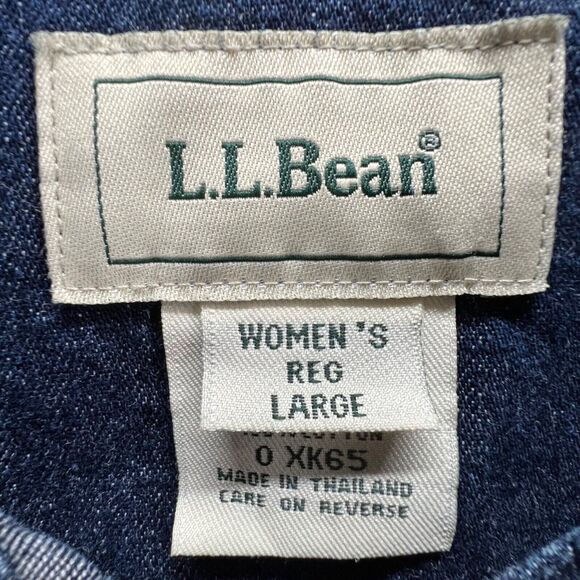 L.L.Bean®
WOMEN'S
REG
LARGE
0 XK65
MADE IN THAILAND
CARE ON REVERSE